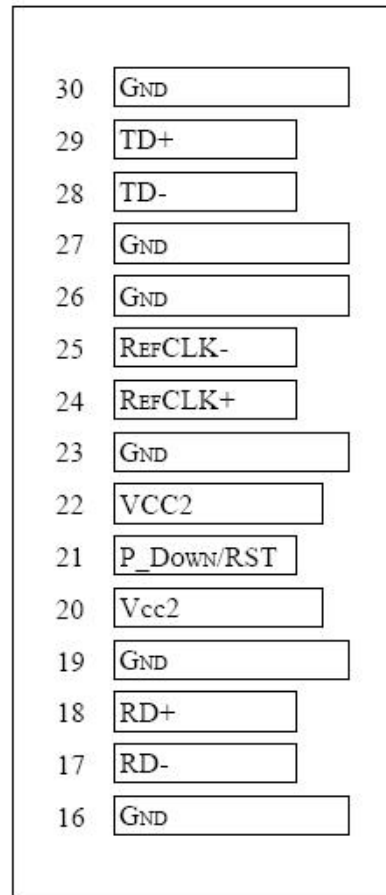 30 GND
29 TD+
28 TD-
27 GND
26 GND
25 REFCLK-
24 REFCLK+
23 GND
22 VCC2
21 P_DOWN/RST
20 Vcc2
19 GND
18 RD+
17 RD-
16 GND